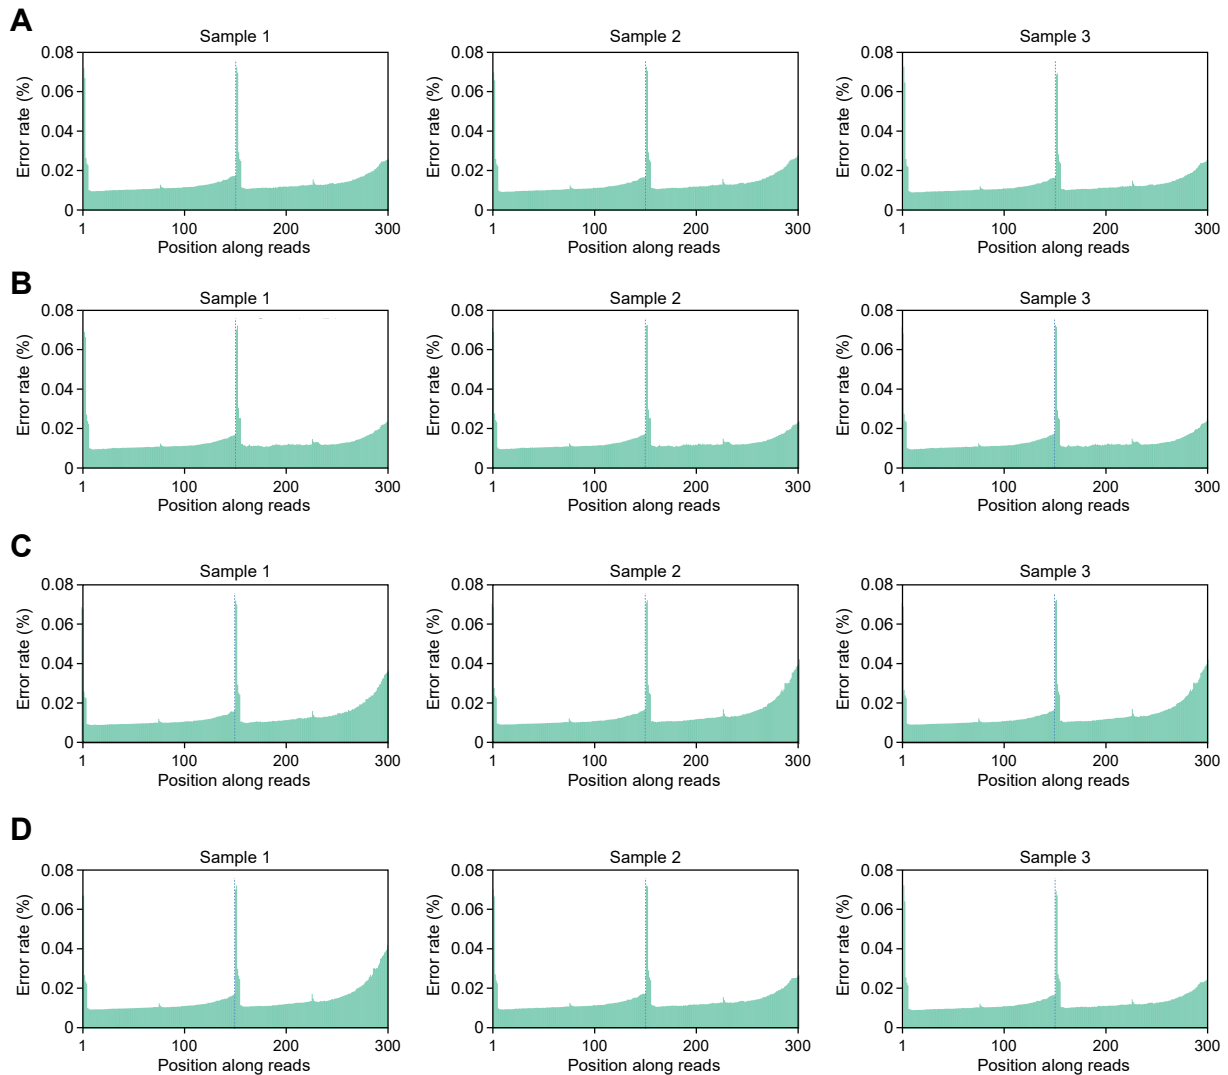 A
Sample 1 Sample 2 Sample 3
0.08 0.08 0.08
0.06 0.06 0.06
0.04 0.04 0.04
0.02 0.02 0.02
0 0 0
Error rate (%) Error rate (%) Error rate (%)
1 100 200 300 1 100 200 300 1 100 200 300
Position along reads Position along reads Position along reads
B
Sample 1 Sample 2 Sample 3
0.08 0.08 0.08
0.06 0.06 0.06
0.04 0.04 0.04
0.02 0.02 0.02
0 0 0
Error rate (%) Error rate (%) Error rate (%)
1 100 200 300 1 100 200 300 1 100 200 300
Position along reads Position along reads Position along reads
C
Sample 1 Sample 2 Sample 3
0.08 0.08 0.08
0.06 0.06 0.06
0.04 0.04 0.04
0.02 0.02 0.02
0 0 0
Error rate (%) Error rate (%) Error rate (%)
1 100 200 300 1 100 200 300 1 100 200 300
Position along reads Position along reads Position along reads
D
Sample 1 Sample 2 Sample 3
0.08 0.08 0.08
0.06 0.06 0.06
0.04 0.04 0.04
0.02 0.02 0.02
0 0 0
Error rate (%) Error rate (%) Error rate (%)
1 100 200 300 1 100 200 300 1 100 200 300
Position along reads Position along reads Position along reads